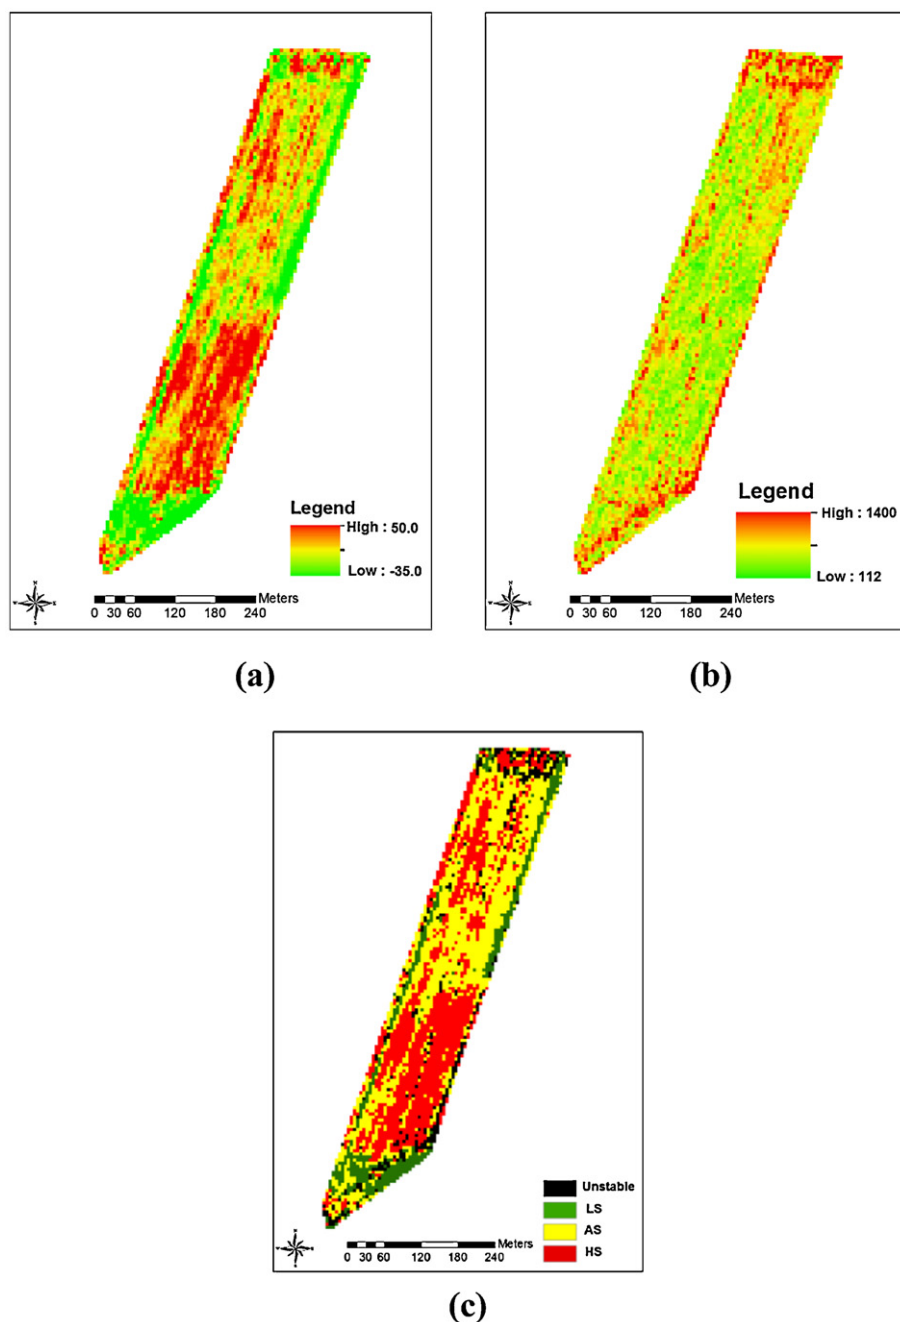 Legend
High : 50.0
Low : -35.0
Meters
0 30 60 120 180 240
(a)
Legend
High : 1400
Low : 112
Meters
0 30 60 120 180 240
(b)
Unstable
LS
AS
HS
Meters
0 30 60 120 180 240
(c)